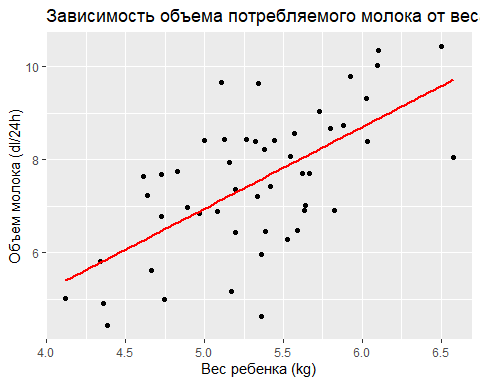 Зависимость объема потребляемого молока от вес
Объем молока (dl/24h)
10
8
6
4.0 4.5 5.0 5.5 6.0 6.5
Вес ребенка (kg)